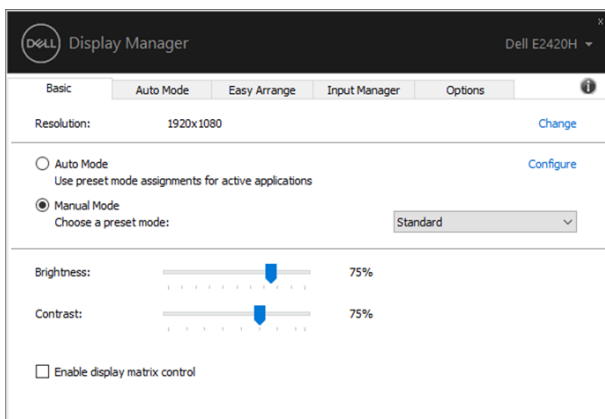 x
DELL Display Manager Dell E2420H
Basic Auto Mode Easy Arrange Input Manager Options i
Resolution: 1920x1080 Change
Auto Mode Configure
Use preset mode assignments for active applications
Manual Mode
Choose a preset mode: Standard
Brightness: 75%
Contrast: 75%
Enable display matrix control